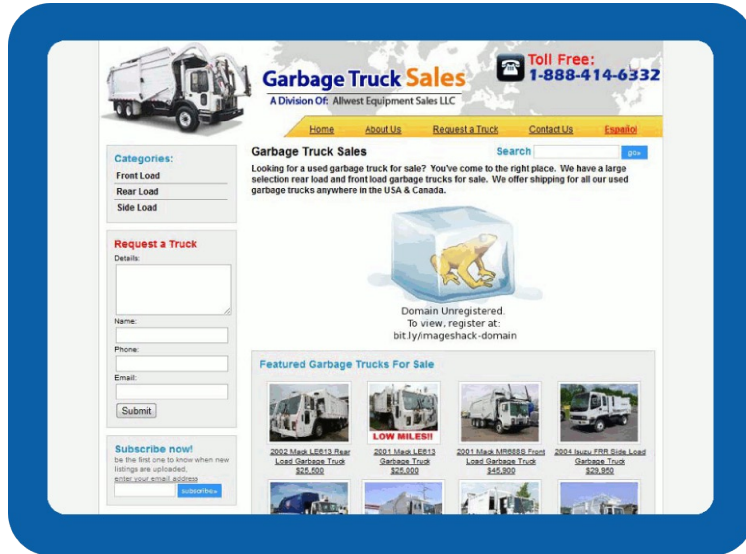 Garbage Truck Sales
A Division Of: Allwest Equipment Sales LLC
Toll Free:
1-888-414-6332
Home
About Us
Request a Truck
Contact Us
Español
Categories:
Front Load
Rear Load
Side Load
Request a Truck
Details:
Name:
Phone:
Email:
Submit
Subscribe now!
be the first one to know when new
listings are uploaded,
enter your email address
subscribe»
Garbage Truck Sales
Search
go»
Looking for a used garbage truck for sale? You've come to the right place. We have a large
selection rear load and front load garbage trucks for sale. We offer shipping for all our used
garbage trucks anywhere in the USA & Canada.
Domain Unregistered.
To view, register at:
bit.ly/imageshack-domain
Featured Garbage Trucks For Sale
2002 Mack LE613 Rear
Load Garbage Truck
$25,500
LOW MILES!!
2001 Mack LE613
Garbage Truck
$25,000
2001 Mack MR688S Front
Load Garbage Truck
$45,900
2004 Isuzu FRR Side Load
Garbage Truck
$29,950